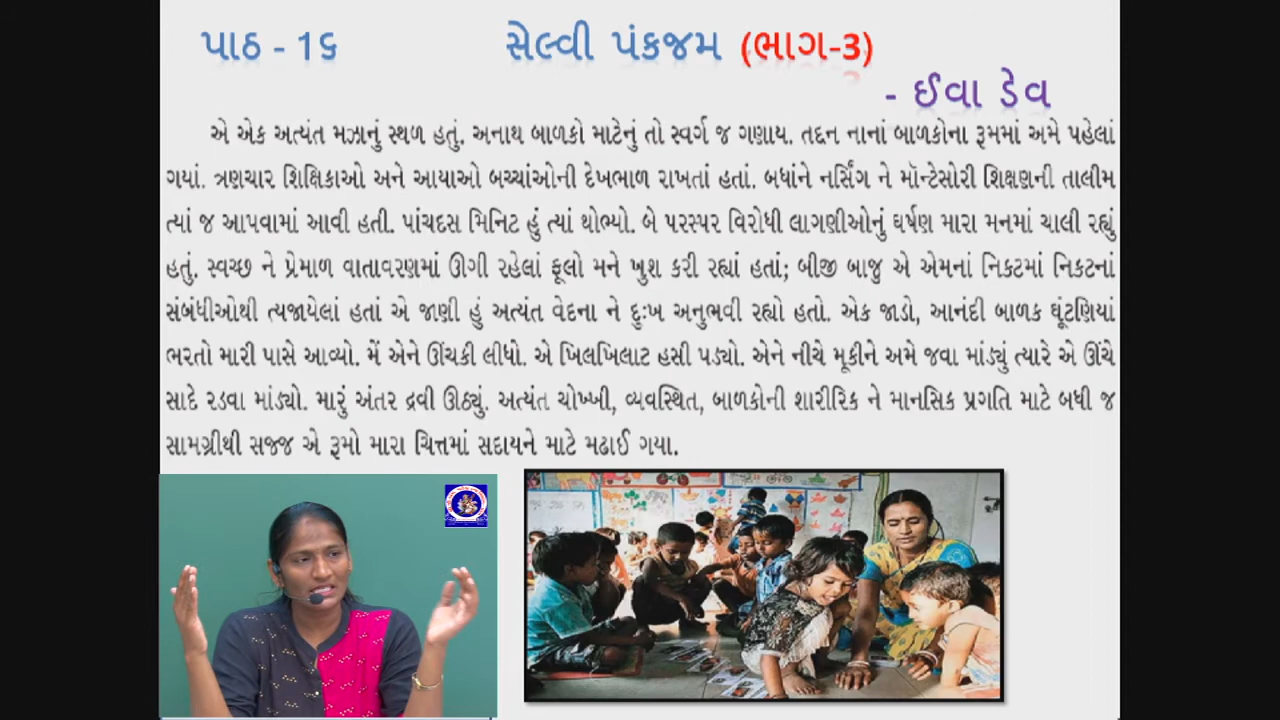 પાઠ - ૧૬ સેલ્વી પંકજમ (ભાગ-૩)
- ઈવા ડેવ
એ એક અત્યંત મઝાનું સ્થળ હતું. અનાથ બાળકો માટેનું તો સ્વર્ગ જ ગણાય. તદ્દન નાનાં બાળકોના રૂમમાં અમે પહેલાં
ગયાં. ત્રણચાર શિક્ષિકાઓ અને આયાઓ બચ્ચાંઓની દેખભાળ રાખતાં હતાં. બધાંને નર્સિંગ ને મૉન્ટેસોરી શિક્ષણની તાલીમ
ત્યાં જ આપવામાં આવી હતી. પાંચદસ મિનિટ હું ત્યાં થોભ્યો. બે પરસ્પર વિરોધી લાગણીઓનું ઘર્ષણ મારા મનમાં ચાલી રહ્યું
હતું. સ્વચ્છ ને પ્રેમાળ વાતાવરણમાં ઊગી રહેલાં ફૂલો મને ખુશ કરી રહ્યાં હતાં; બીજી બાજુ એ એમનાં નિકટમાં નિકટનાં
સંબંધીઓથી ત્યજાયેલાં હતાં એ જાણી હું અત્યંત વેદના ને દુઃખ અનુભવી રહ્યો હતો. એક જાડો, આનંદી બાળક ઘૂંટણિયાં
ભરતો મારી પાસે આવ્યો. મેં એને ઊંચકી લીધો. એ ખિલખિલાટ હસી પડ્યો. એને નીચે મૂકીને અમે જવા માંડ્યું ત્યારે એ ઊંચે
સાદે રડવા માંડ્યો. મારું અંતર દ્રવી ઊઠ્યું. અત્યંત ચોખ્ખી, વ્યવસ્થિત, બાળકોની શારીરિક ને માનસિક પ્રગતિ માટે બધી જ
સામગ્રીથી સજ્જ એ રૂમો મારા ચિત્તમાં સદાયને માટે મઢાઈ ગયા.